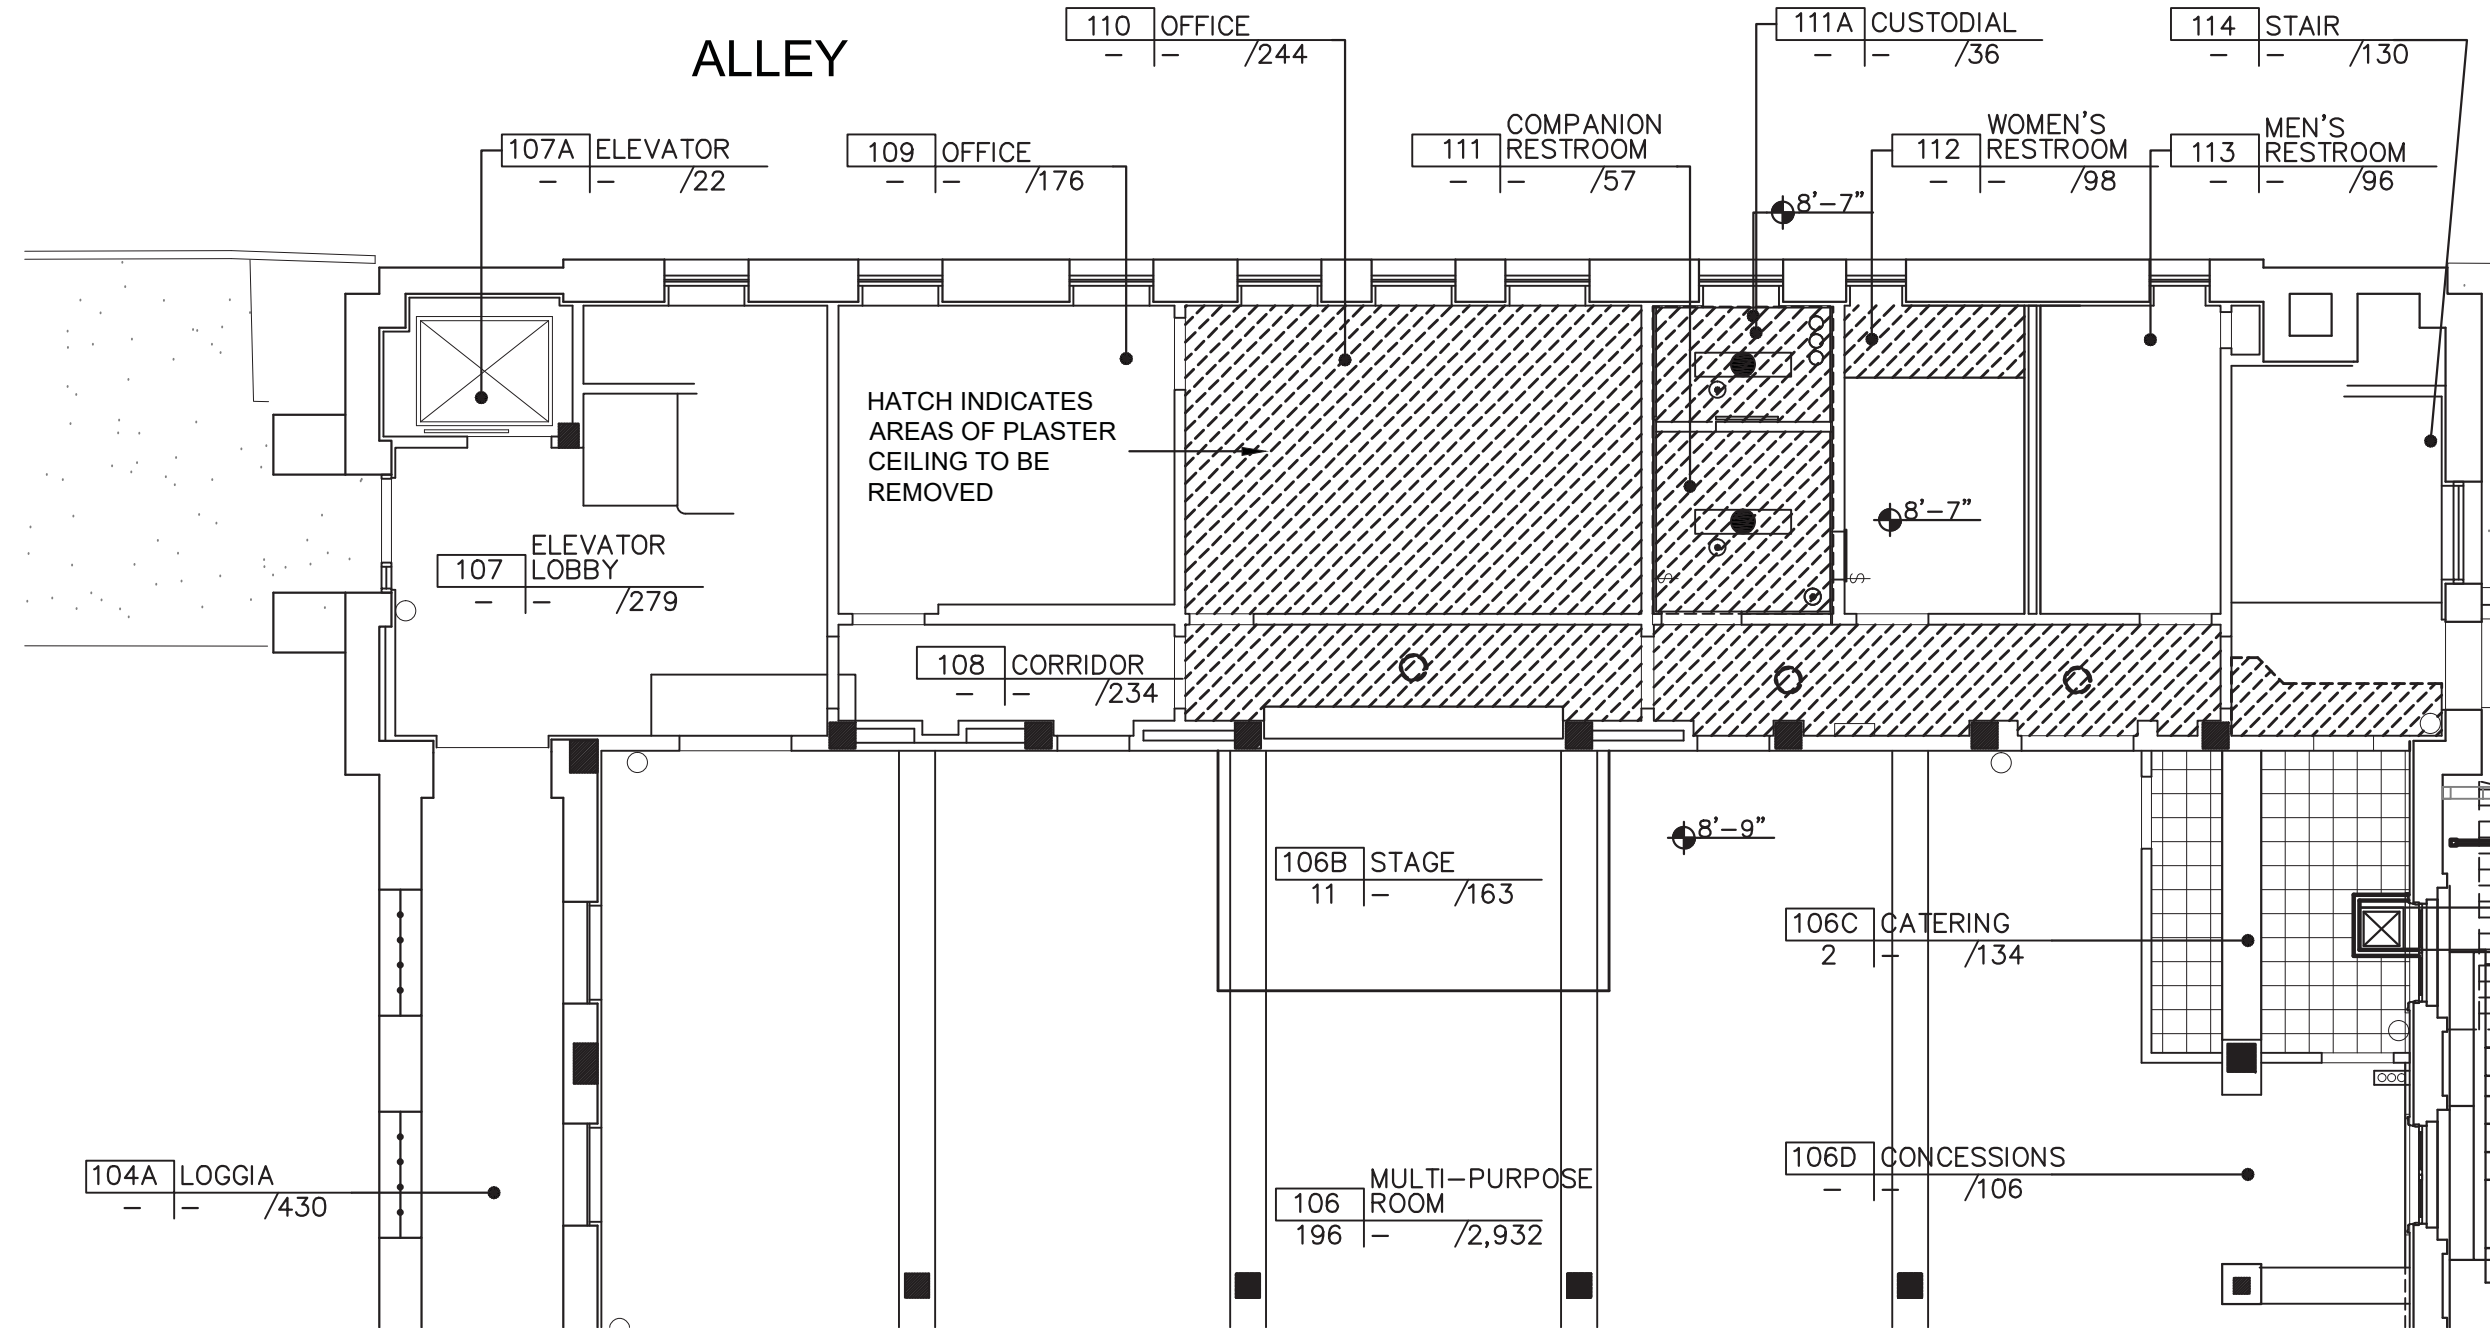 ALLEY
110 OFFICE
– – /244
111A CUSTODIAL
– – /36
114 STAIR
– – /130
107A ELEVATOR
– – /22
109 OFFICE
– – /176
COMPANION
111 RESTROOM
– – /57
WOMEN'S
112 RESTROOM
– – /98
MEN'S
113 RESTROOM
– – /96
8'–7"
HATCH INDICATES
AREAS OF PLASTER
CEILING TO BE
REMOVED
8'–7"
ELEVATOR
107 LOBBY
– – /279
S S
108 CORRIDOR
– – /234
8'–9"
106B STAGE
11 – /163
106C CATERING
2 – /134
104A LOGGIA
– – /430
MULTI–PURPOSE
106 ROOM
196 – /2,932
106D CONCESSIONS
– – /106